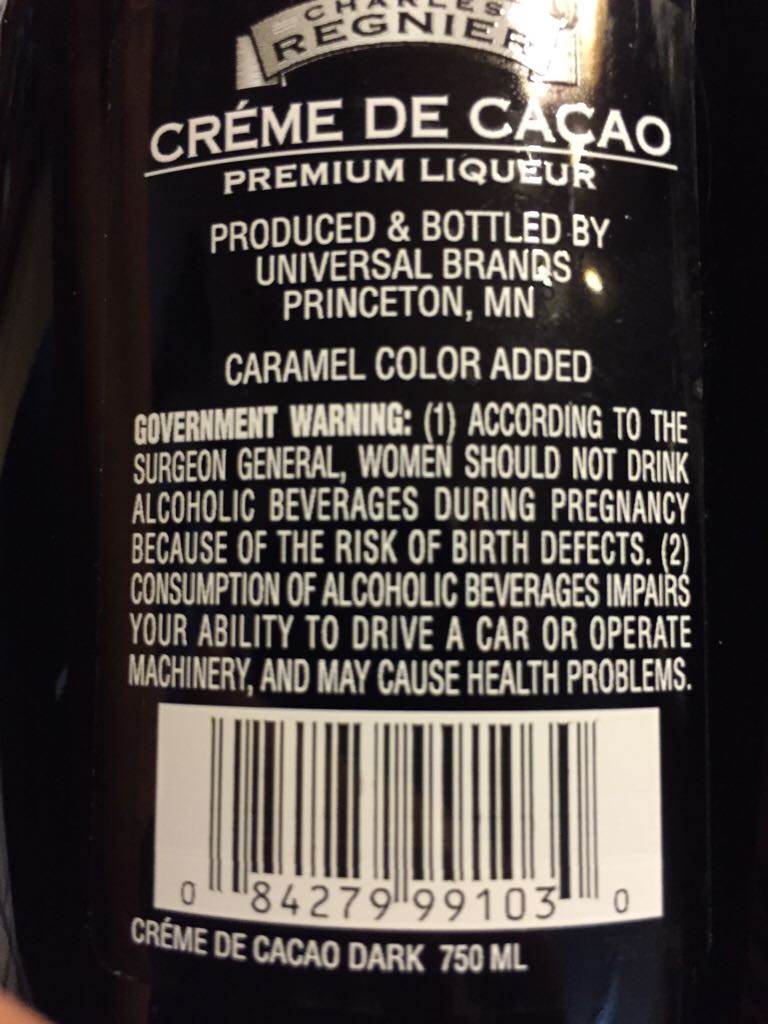 CHARLES
REGNIER
CRÉME DE CACAO
PREMIUM LIQUEUR
PRODUCED & BOTTLED BY
UNIVERSAL BRANDS
PRINCETON, MN
CARAMEL COLOR ADDED
GOVERNMENT WARNING: (1) ACCORDING TO THE
SURGEON GENERAL, WOMEN SHOULD NOT DRINK
ALCOHOLIC BEVERAGES DURING PREGNANCY
BECAUSE OF THE RISK OF BIRTH DEFECTS. (2)
CONSUMPTION OF ALCOHOLIC BEVERAGES IMPAIRS
YOUR ABILITY TO DRIVE A CAR OR OPERATE
MACHINERY, AND MAY CAUSE HEALTH PROBLEMS.
0 84279 99103 0
CRÉME DE CACAO DARK 750 ML